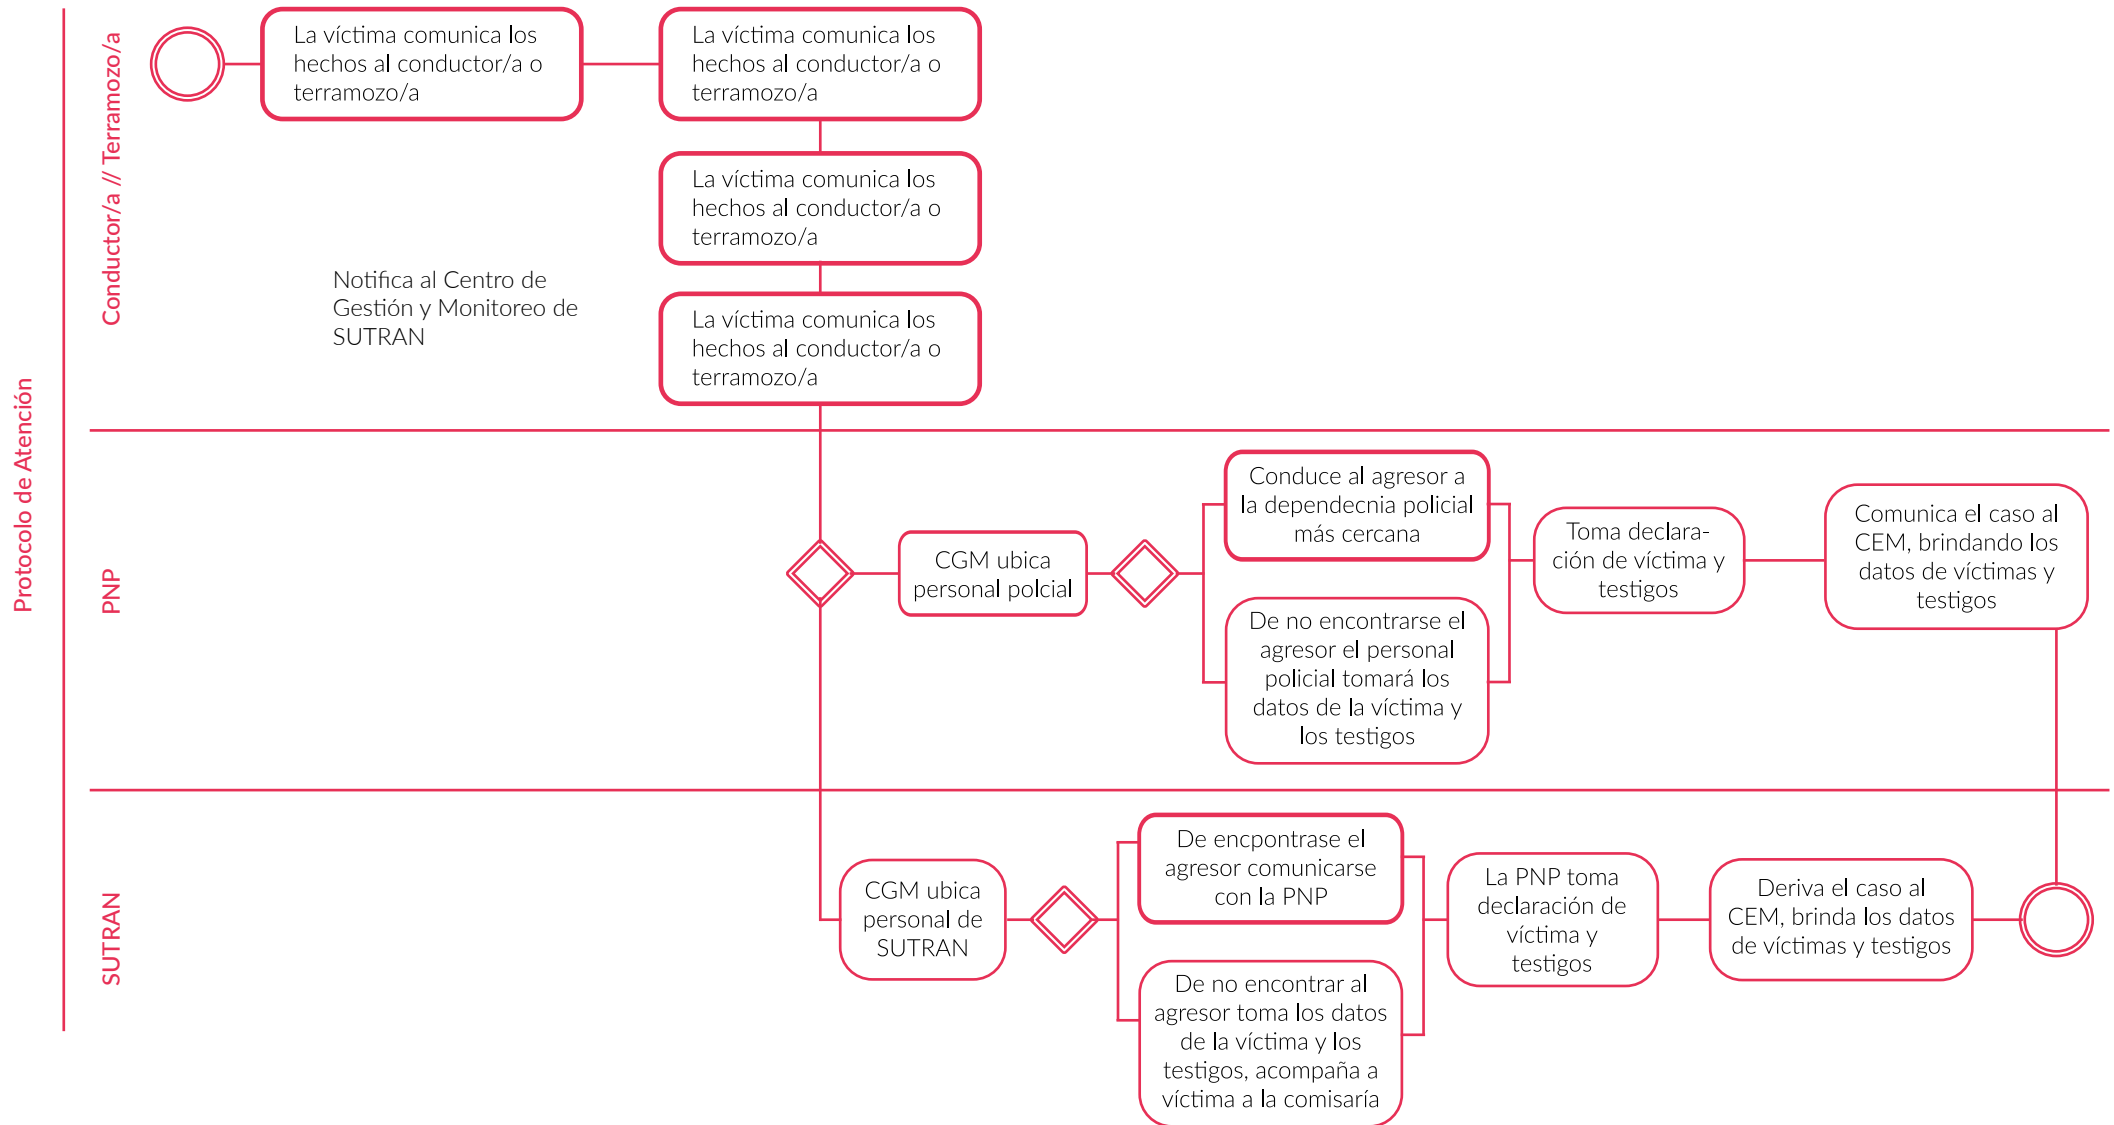 Protocolo de Atención
Conductor/a // Terramozo/a
La víctima comunica los
hechos al conductor/a o
terramozo/a
La víctima comunica los
hechos al conductor/a o
terramozo/a
La víctima comunica los
hechos al conductor/a o
terramozo/a
Notifica al Centro de
Gestión y Monitoreo de
SUTRAN
La víctima comunica los
hechos al conductor/a o
terramozo/a
PNP
CGM ubica
personal polcial
Conduce al agresor a
la dependecnia policial
más cercana
De no encontrarse el
agresor el personal
policial tomará los
datos de la víctima y
los testigos
Toma declara-
ción de víctima y
testigos
Comunica el caso al
CEM, brindando los
datos de víctimas y
testigos
SUTRAN
CGM ubica
personal de
SUTRAN
De encpontrase el
agresor comunicarse
con la PNP
De no encontrar al
agresor toma los datos
de la víctima y los
testigos, acompaña a
víctima a la comisaría
La PNP toma
declaración de
víctima y
testigos
Deriva el caso al
CEM, brinda los datos
de víctimas y testigos